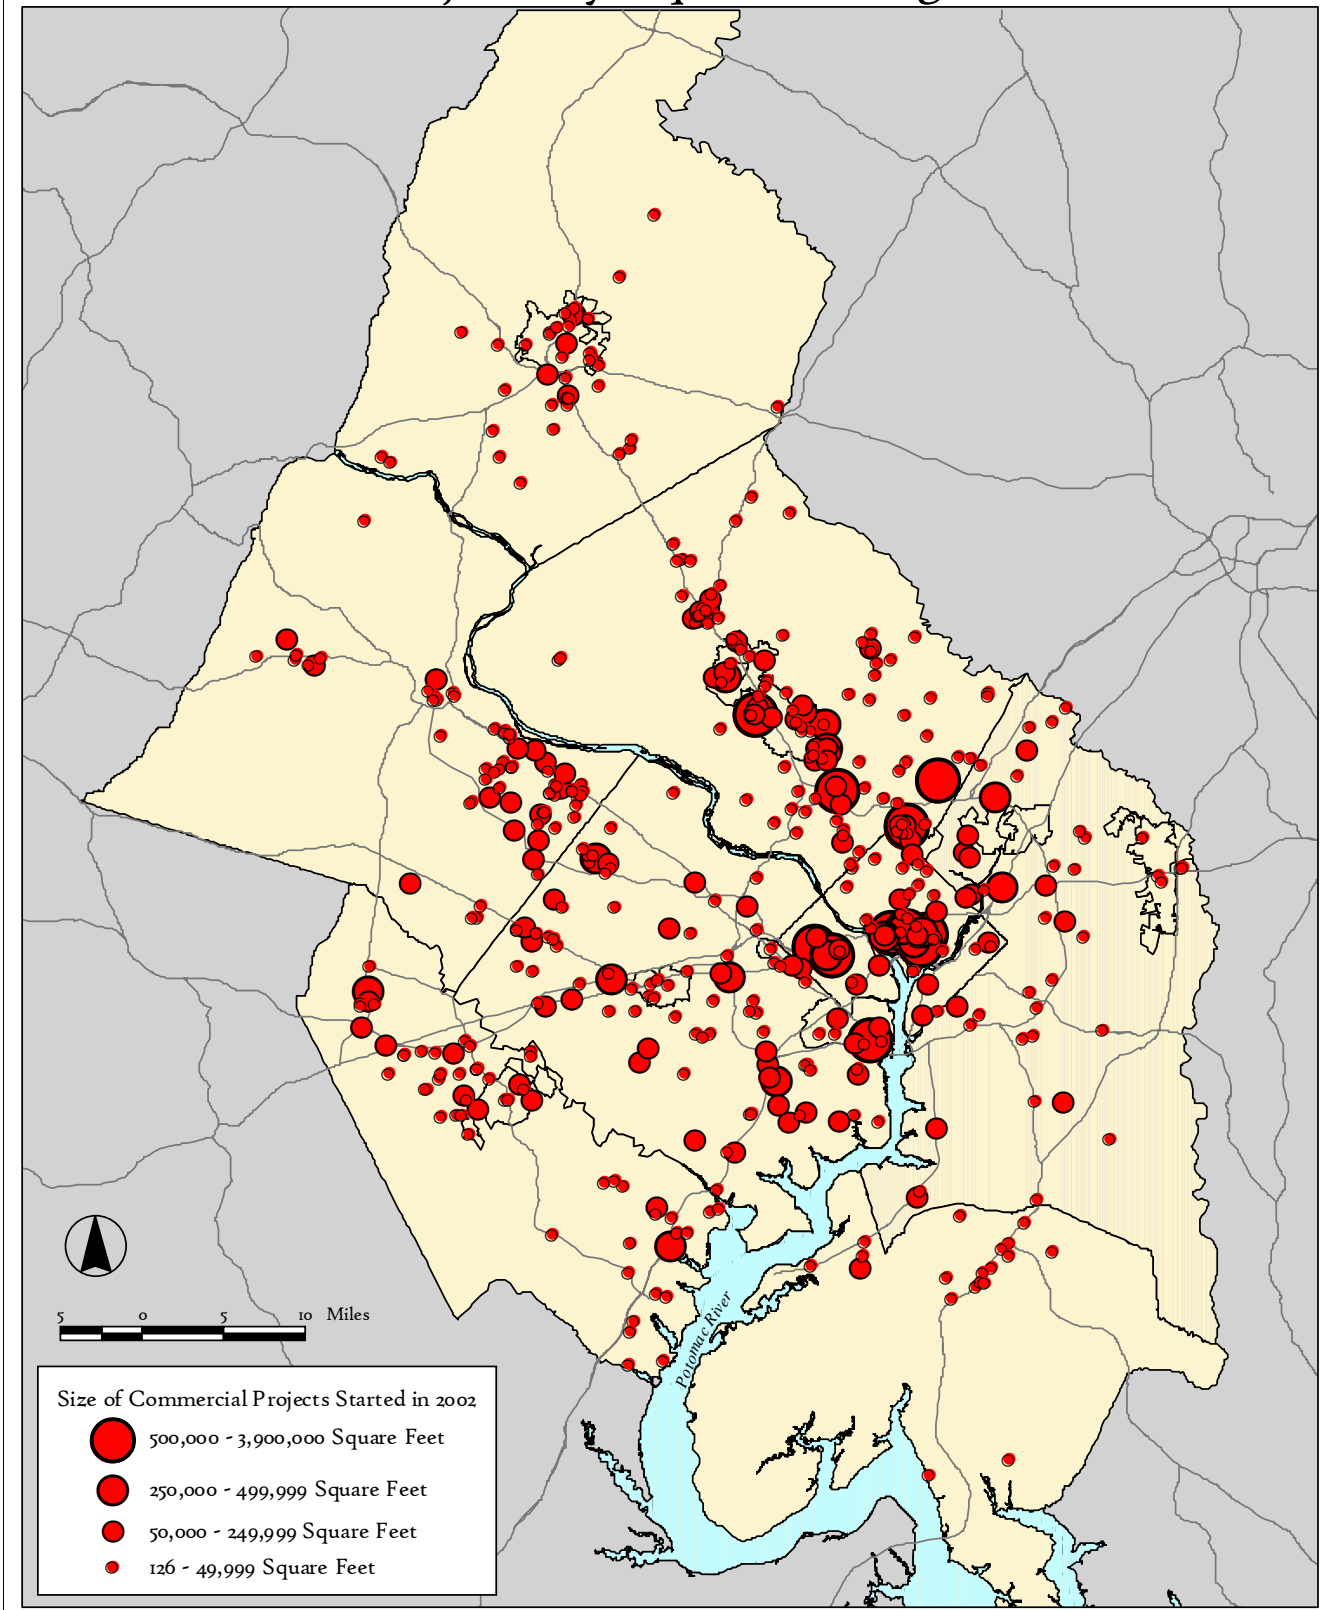 5 0 5 10 Miles
Potomac River
Size of Commercial Projects Started in 2002
500,000 - 3,900,000 Square Feet
250,000 - 499,999 Square Feet
50,000 - 249,999 Square Feet
126 - 49,999 Square Feet